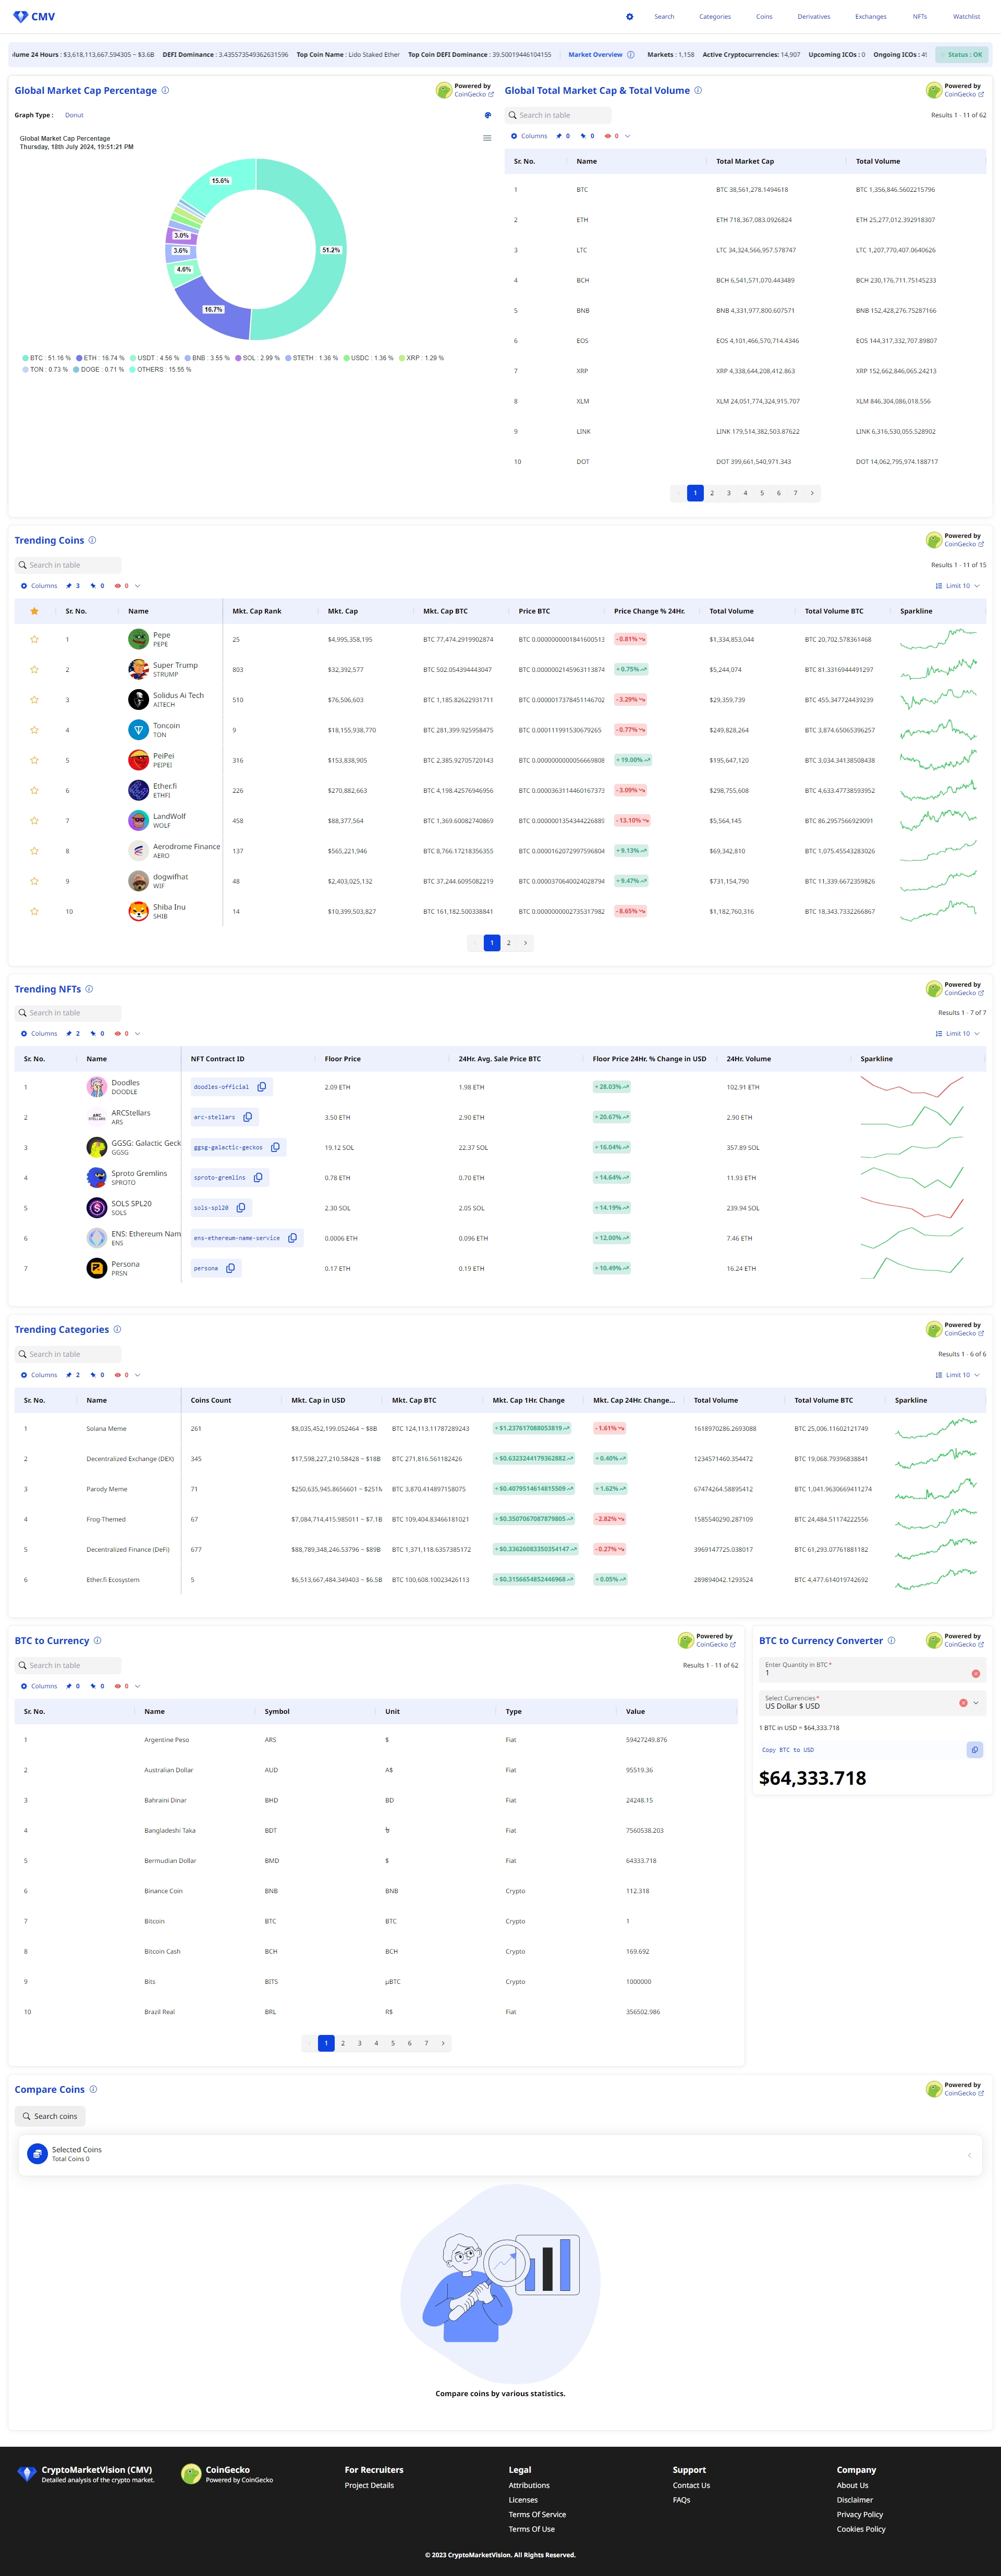 CMV
Search Categories Coins Derivatives Exchanges NFTs Watchlist
lume 24 Hours : $3,618,113,667.594305 ~ $3.6B DEFI Dominance : 3.435573549362631596 Top Coin Name : Lido Staked Ether Top Coin DEFI Dominance : 39.50019446104155 Market Overview Markets : 1,158 Active Cryptocurrencies: 14,907 Upcoming ICOs : 0 Ongoing ICOs : 4 Status : OK
Global Market Cap Percentage
Powered by
CoinGecko
Graph Type : Donut
Global Market Cap Percentage
Thursday, 18th July 2024, 19:51:21 PM
15.6%
3.0%
3.6%
51.2%
4.6%
16.7%
BTC : 51.16 % ETH : 16.74 % USDT : 4.56 % BNB : 3.55 % SOL : 2.99 % STETH : 1.36 % USDC : 1.36 % XRP : 1.29 %
TON : 0.73 % DOGE : 0.71 % OTHERS : 15.55 %
Global Total Market Cap & Total Volume
Powered by
CoinGecko
Search in table
Results 1 - 11 of 62
Columns 0 0 0
Sr. No. Name Total Market Cap Total Volume
1 BTC BTC 38,561,278.1494618 BTC 1,356,846.5602215796
2 ETH ETH 718,367,083.0926824 ETH 25,277,012.392918307
3 LTC LTC 34,324,566,957.578747 LTC 1,207,770,407.0640626
4 BCH BCH 6,541,571,070.443489 BCH 230,176,711.75145233
5 BNB BNB 4,331,977,800.607571 BNB 152,428,276.75287166
6 EOS EOS 4,101,466,570,714.4346 EOS 144,317,332,707.89807
7 XRP XRP 4,338,644,208,412.863 XRP 152,662,846,065.24213
8 XLM XLM 24,051,774,324,915.707 XLM 846,304,086,018.556
9 LINK LINK 179,514,382,503.87622 LINK 6,316,530,055.528902
10 DOT DOT 399,661,540,971.343 DOT 14,062,795,974.188717
1 2 3 4 5 6 7
Trending Coins
Powered by
CoinGecko
Search in table
Results 1 - 11 of 15
Columns 3 0 0 Limit 10
Sr. No. Name Mkt. Cap Rank Mkt. Cap Mkt. Cap BTC Price BTC Price Change % 24Hr. Total Volume Total Volume BTC Sparkline
1 Pepe PEPE 25 $4,995,358,195 BTC 77,474.2919902874 BTC 0.0000000001841600513 - 0.81% $1,334,853,044 BTC 20,702.578361468
2 Super Trump STRUMP 803 $32,392,577 BTC 502.054394443047 BTC 0.0000002145963113874 + 0.75% $5,244,074 BTC 81.3316944491297
3 Solidus Ai Tech AITECH 510 $76,506,603 BTC 1,185.82622931711 BTC 0.0000017378451146702 - 3.29% $29,359,739 BTC 455.347724439239
4 Toncoin TON 9 $18,155,938,770 BTC 281,399.925958475 BTC 0.000111991530679265 - 0.77% $249,828,264 BTC 3,874.65065396257
5 PeiPei PEIPEI 316 $153,838,905 BTC 2,385.92705720143 BTC 0.0000000000056669808 + 19.00% $195,647,120 BTC 3,034.34138508438
6 Ether.fi ETHFI 226 $270,882,663 BTC 4,198.42576946956 BTC 0.0000363114460167373 - 3.09% $298,755,608 BTC 4,633.47738593952
7 LandWolf WOLF 458 $88,377,564 BTC 1,369.60082740869 BTC 0.0000001354344226889 - 13.10% $5,564,145 BTC 86.2957566929091
8 Aerodrome Finance AERO 137 $565,221,946 BTC 8,766.17218356355 BTC 0.0000162072997596804 + 9.13% $69,342,810 BTC 1,075.45543283026
9 dogwifhat WIF 48 $2,403,025,132 BTC 37,244.6095082219 BTC 0.0000370640024028794 + 9.47% $731,154,790 BTC 11,339.6672359826
10 Shiba Inu SHIB 14 $10,399,503,827 BTC 161,182.500338841 BTC 0.0000000002735317982 - 8.65% $1,182,760,316 BTC 18,343.7332266867
1 2
Trending NFTs
Powered by
CoinGecko
Search in table
Results 1 - 7 of 7
Columns 2 0 0 Limit 10
Sr. No. Name NFT Contract ID Floor Price 24Hr. Avg. Sale Price BTC Floor Price 24Hr. % Change in USD 24Hr. Volume Sparkline
1 Doodles DOODLE doodles-official 2.09 ETH 1.98 ETH + 28.03% 102.91 ETH
2 ARCStellars ARS arc-stellars 3.50 ETH 2.90 ETH + 20.67% 2.90 ETH
3 GGSG: Galactic Geck GGSG ggsg-galactic-geckos 19.12 SOL 22.37 SOL + 16.04% 357.89 SOL
4 Sproto Gremlins SPROTO sproto-gremlins 0.78 ETH 0.70 ETH + 14.64% 11.93 ETH
5 SOLS SPL20 SOLS sols-spl20 2.30 SOL 2.05 SOL + 14.19% 239.94 SOL
6 ENS: Ethereum Nam ENS ens-ethereum-name-service 0.0006 ETH 0.096 ETH + 12.00% 7.46 ETH
7 Persona PRSN persona 0.17 ETH 0.19 ETH + 10.49% 16.24 ETH
Trending Categories
Powered by
CoinGecko
Search in table
Results 1 - 6 of 6
Columns 2 0 0 Limit 10
Sr. No. Name Coins Count Mkt. Cap in USD Mkt. Cap BTC Mkt. Cap 1Hr. Change Mkt. Cap 24Hr. Change... Total Volume Total Volume BTC Sparkline
1 Solana Meme 261 $8,035,452,199.052464 ~ $8B BTC 124,113.11787289243 + $1.237617088053819 - 1.61% 1618970286.2693088 BTC 25,006.11602121749
2 Decentralized Exchange (DEX) 345 $17,598,227,210.58428 ~ $18B BTC 271,816.561182426 + $0.6323244179362882 + 0.40% 1234571460.354472 BTC 19,068.79396838841
3 Parody Meme 71 $250,635,945.8656601 ~ $251M BTC 3,870.414897158075 + $0.4079514614815509 + 1.62% 67474264.58895412 BTC 1,041.9630669411274
4 Frog-Themed 67 $7,084,714,415.985011 ~ $7.1B BTC 109,404.83466181021 + $0.3507067087879805 - 2.82% 1585540290.287109 BTC 24,484.51174222556
5 Decentralized Finance (DeFi) 677 $88,789,348,246.53796 ~ $89B BTC 1,371,118.6357385172 + $0.33626083350354147 - 0.27% 3969147725.038017 BTC 61,293.07761881182
6 Ether.fi Ecosystem 5 $6,513,667,484.349403 ~ $6.5B BTC 100,608.10023426113 + $0.3156654852446968 + 0.05% 289894042.1293524 BTC 4,477.614019742692
BTC to Currency
Powered by
CoinGecko
Search in table
Results 1 - 11 of 62
Columns 0 0 0
Sr. No. Name Symbol Unit Type Value
1 Argentine Peso ARS $ Fiat 59427249.876
2 Australian Dollar AUD A$ Fiat 95519.36
3 Bahraini Dinar BHD BD Fiat 24248.15
4 Bangladeshi Taka BDT ৳ Fiat 7560538.203
5 Bermudian Dollar BMD $ Fiat 64333.718
6 Binance Coin BNB BNB Crypto 112.318
7 Bitcoin BTC BTC Crypto 1
8 Bitcoin Cash BCH BCH Crypto 169.692
9 Bits BITS μBTC Crypto 1000000
10 Brazil Real BRL R$ Fiat 356502.986
1 2 3 4 5 6 7
BTC to Currency Converter
Powered by
CoinGecko
Enter Quantity in BTC*
1
Select Currencies*
US Dollar $ USD
1 BTC in USD = $64,333.718
Copy BTC to USD
$64,333.718
Compare Coins
Powered by
CoinGecko
Search coins
Selected Coins
Total Coins 0
Compare coins by various statistics.
CryptoMarketVision (CMV)
Detailed analysis of the crypto market.
CoinGecko
Powered by CoinGecko
For Recruiters
Project Details
Legal
Attributions
Licenses
Terms Of Service
Terms Of Use
Support
Contact Us
FAQs
Company
About Us
Disclaimer
Privacy Policy
Cookies Policy
© 2023 CryptoMarketVision. All Rights Reserved.